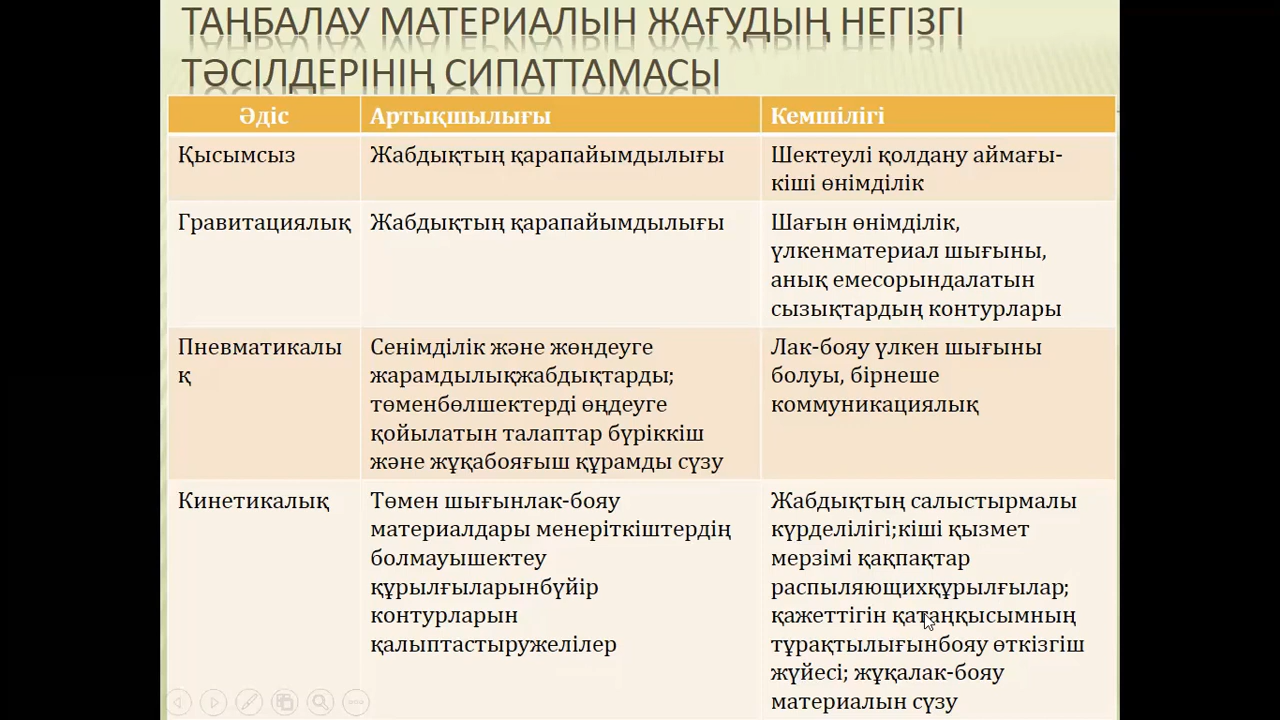 ТАҢБАЛАУ МАТЕРИАЛЫН ЖАҒУДЫҢ НЕГІЗГІ
ТӘСІЛДЕРІНІҢ СИПАТТАМАСЫ
Әдіс
Артықшылығы
Кемшілігі
Қысымсыз
Жабдықтың қарапайымдылығы
Шектеулі қолдану аймағы-
кіші өнімділік
Гравитациялық
Жабдықтың қарапайымдылығы
Шағын өнімділік,
үлкенматериал шығыны,
анық емесорындалатын
сызықтардың контурлары
Пневматикалы
қ
Сенімділік және жөндеуге
жарамдылықжабдықтарды;
төменбөлшектерді өңдеуге
қойылатын талаптар бүріккіш
және жұқабояғыш құрамды сүзу
Лак-бояу үлкен шығыны
болуы, бірнеше
коммуникациялық
Кинетикалық
Төмен шығынлак-бояу
материалдары менеріткіштердің
болмауышектеу
құрылғыларынбүйір
контурларын
қалыптастыружелілер
Жабдықтың салыстырмалы
күрделілігі;кіші қызмет
мерзімі қақпақтар
распыляющихқұрылғылар;
қажеттігін қатаңқысымның
тұрақтылығынбояу өткізгіш
жүйесі; жұқалак-бояу
материалын сүзу